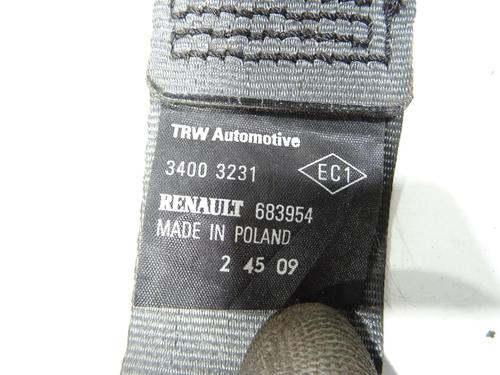 TRW Automotive
3400 3231
EC1
RENAULT 683954
MADE IN POLAND
2 45 09